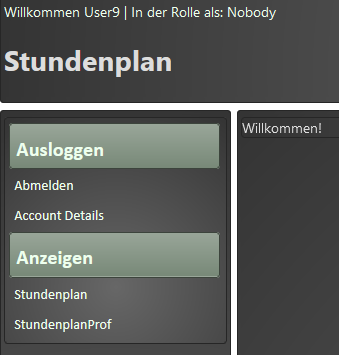 Willkommen User9 | In der Rolle als: Nobody
Stundenplan
Ausloggen
Abmelden
Account Details
Anzeigen
Stundenplan
StundenplanProf
Willkommen!